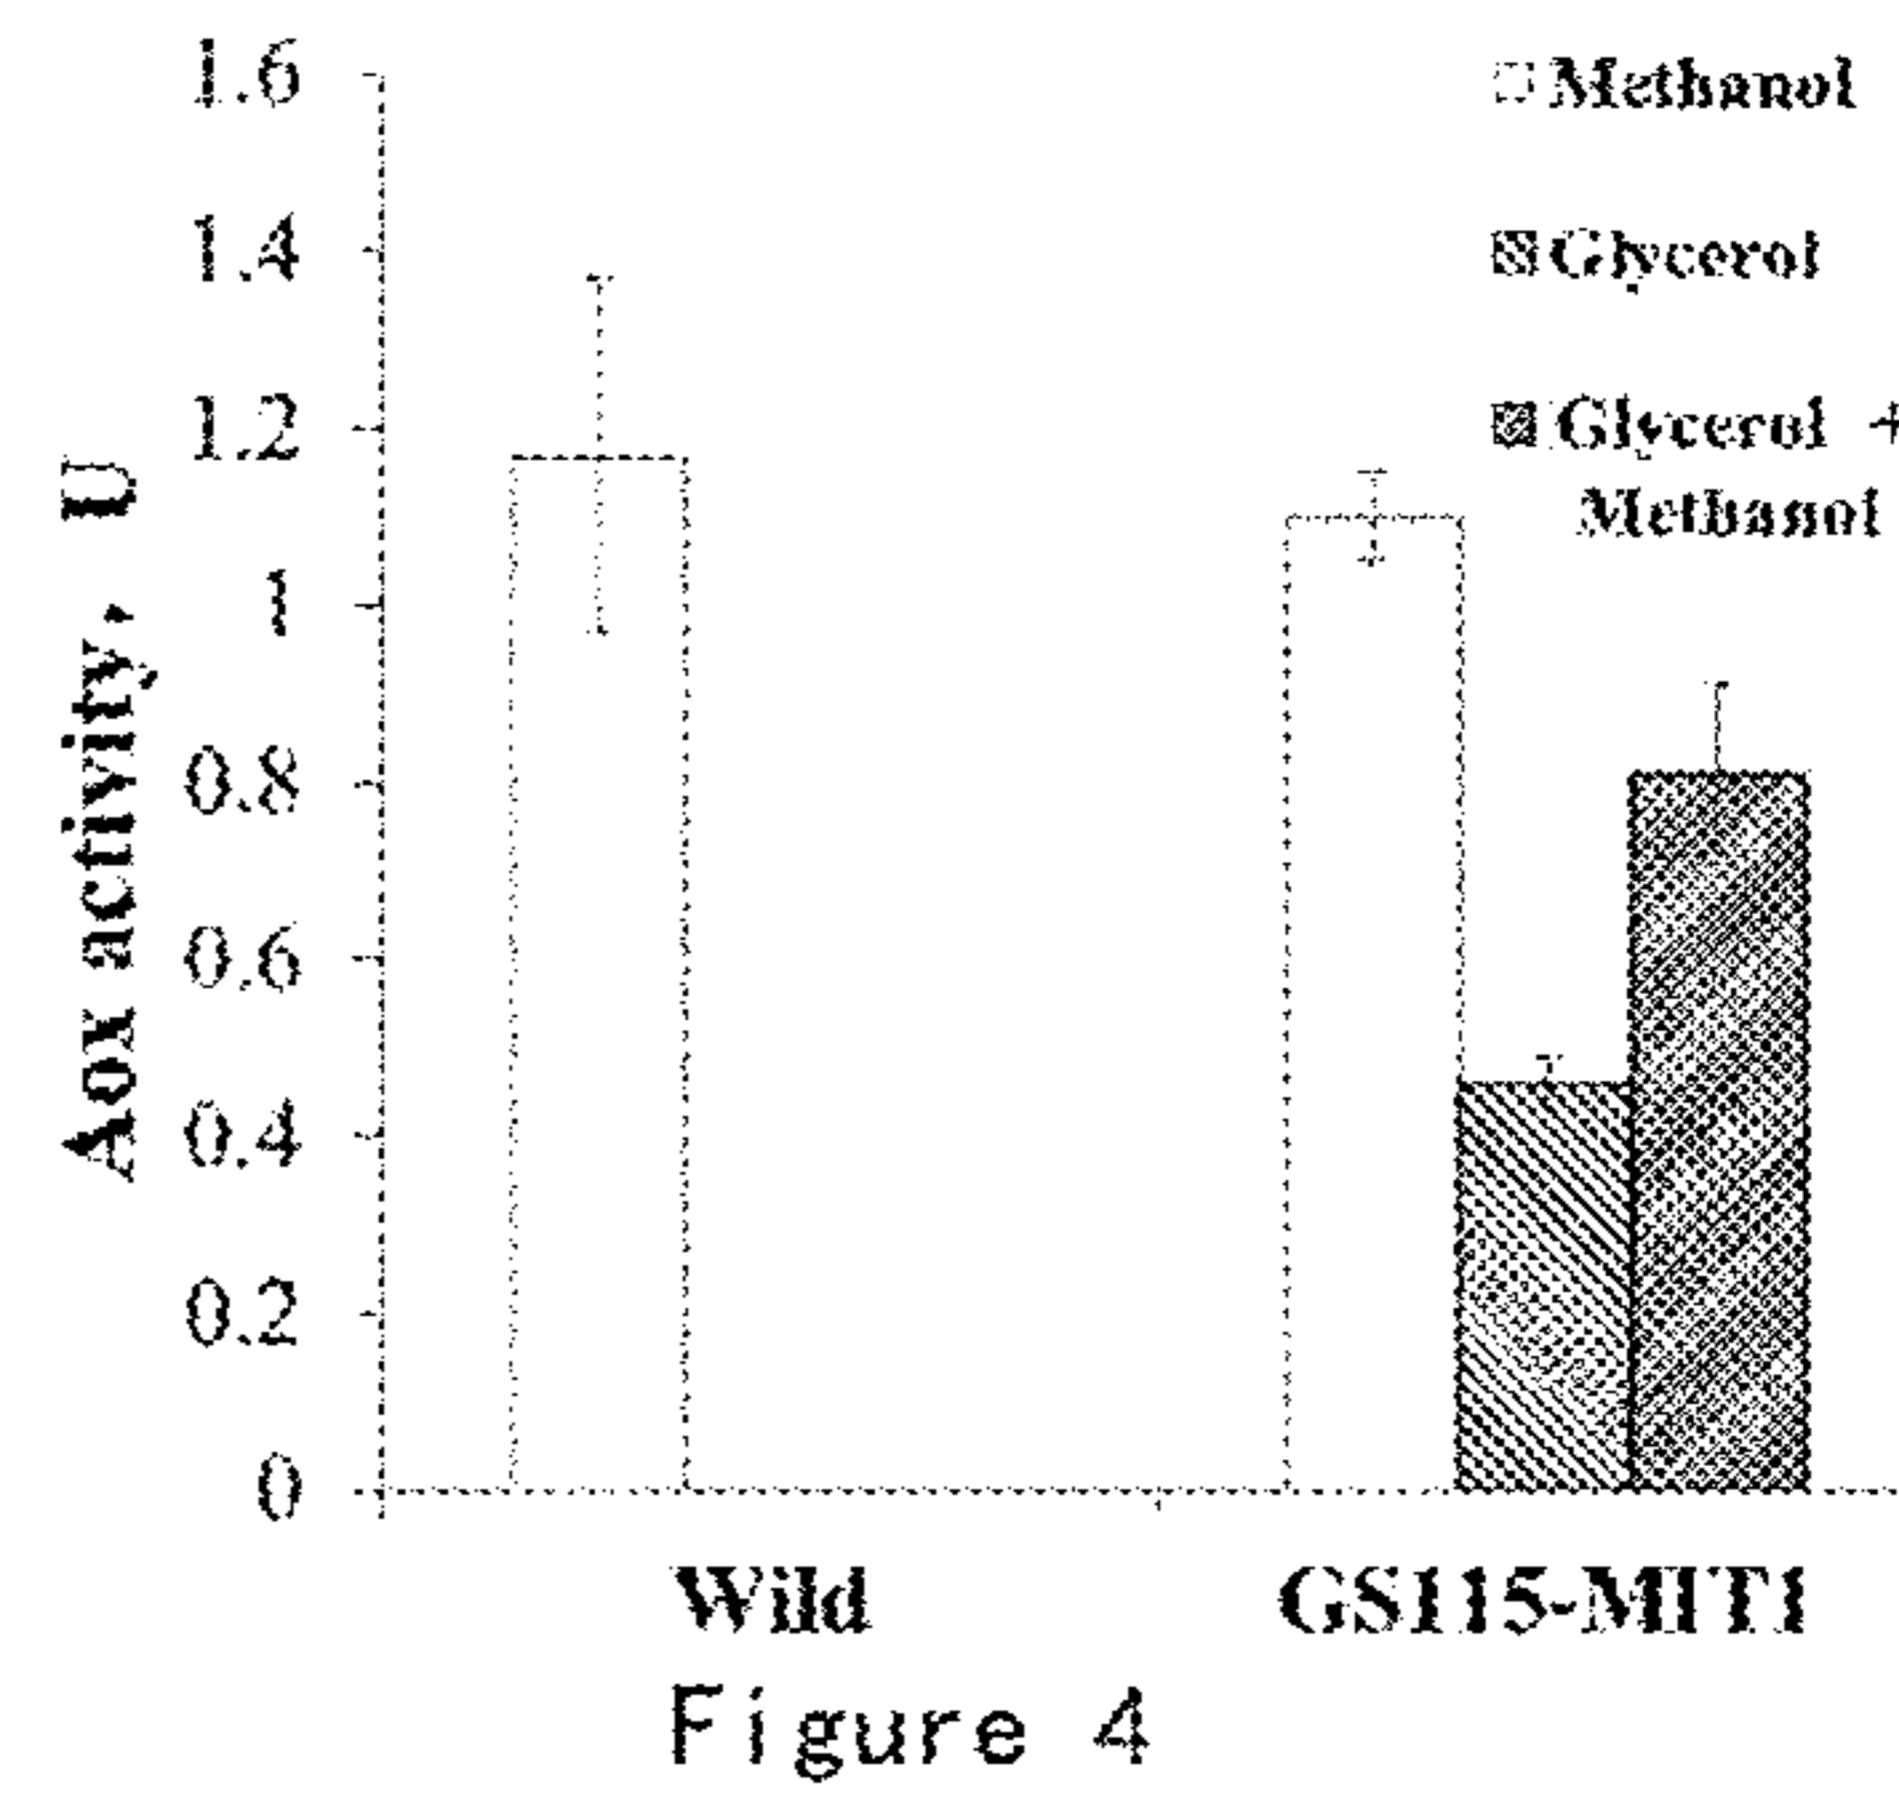 1.6
1.4
1.2
1
0.8
0.6
0.4
0.2
0
Aox activity, U
Methanol
Glycerol
Glycerol +
Methanol
Wild
GS115-MIT1
Figure 4